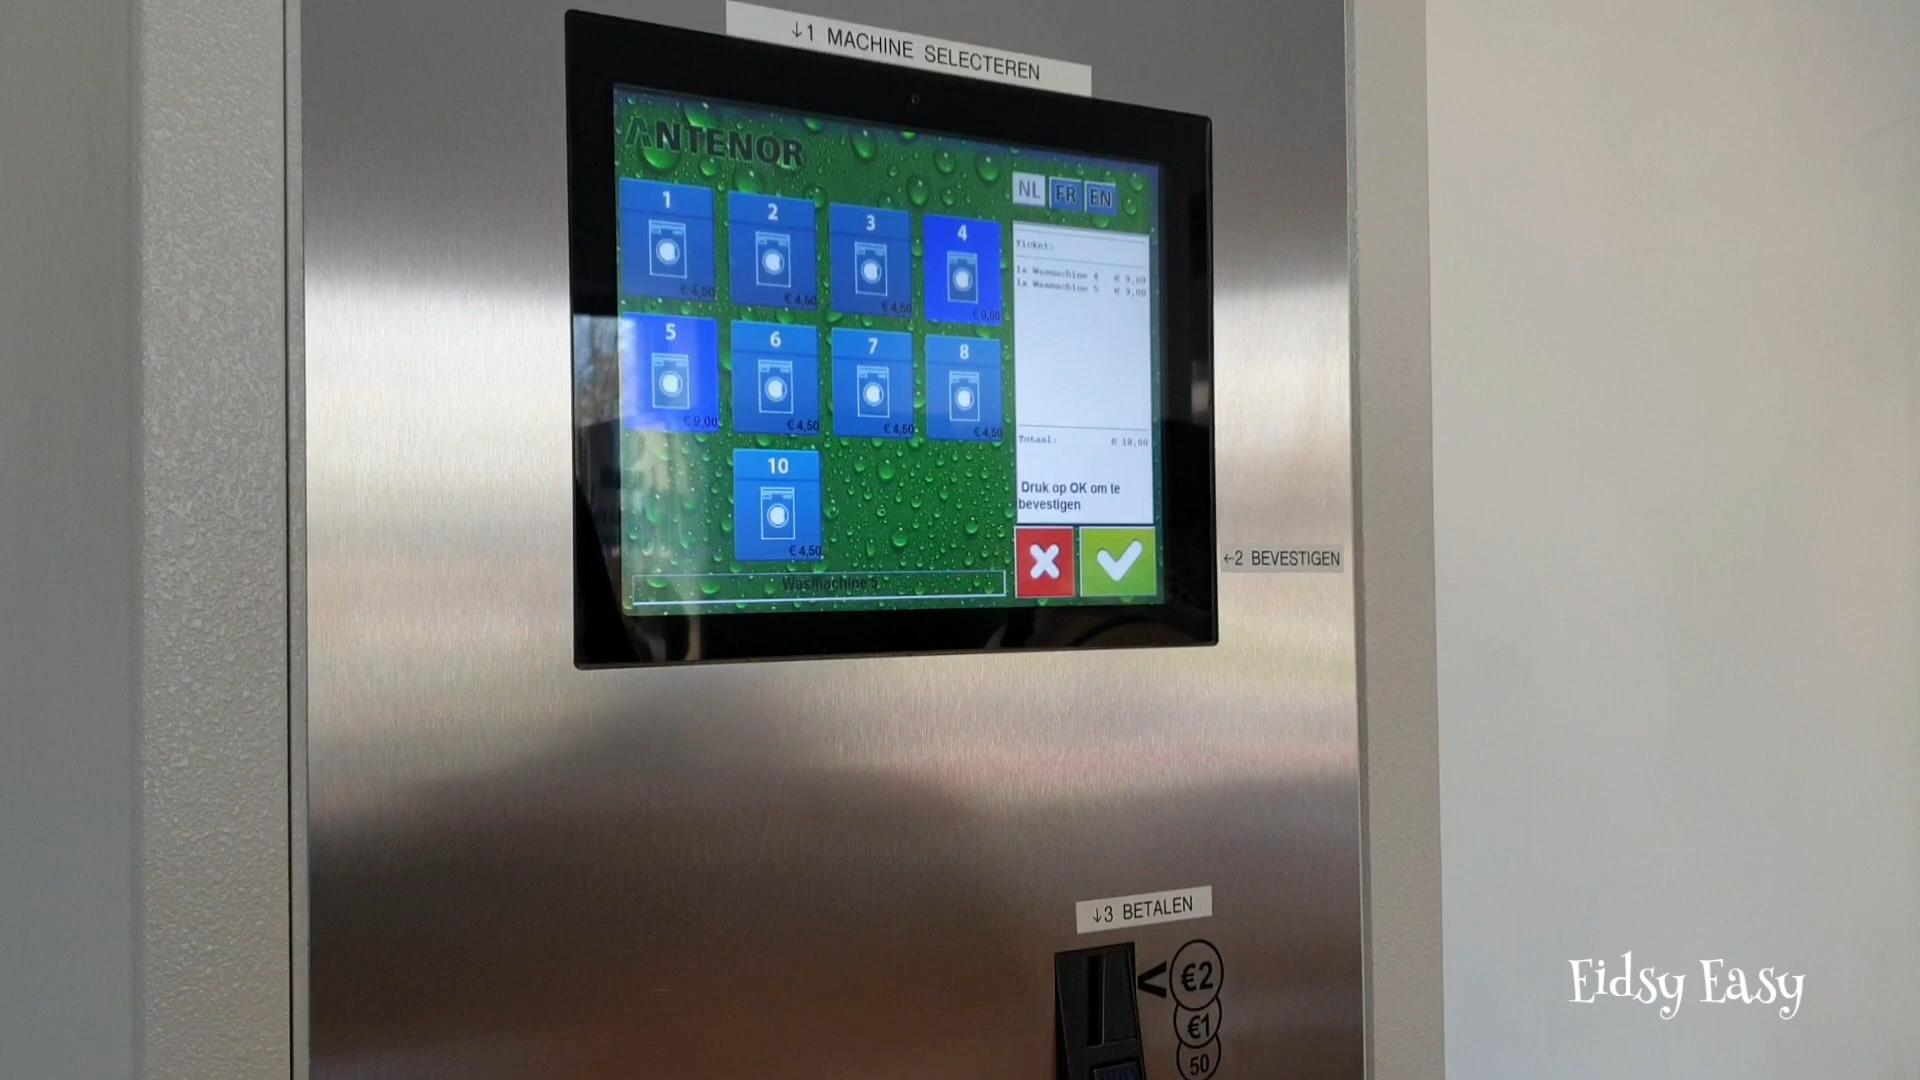 ↓1 MACHINE SELECTEREN
ANTENOR
NL FR EN
1
€ 4,50
2
€ 4,50
3
€ 4,50
4
€ 9,00
5
€ 9,00
6
€ 4,50
7
€ 4,50
8
€ 4,50
10
€ 4,50
Wasmachine 5
Ticket:
1x Wasmachine 4 € 9,00
1x Wasmachine 5 € 9,00
Totaal: € 18,00
Druk op OK om te
bevestigen
←2 BEVESTIGEN
↓3 BETALEN
< €2
€1
50
Eidsy Easy